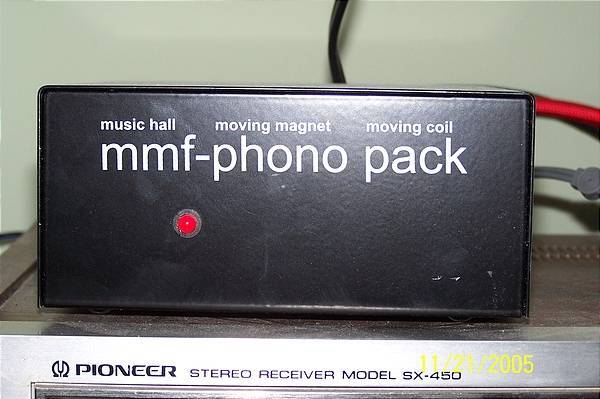 music hall moving magnet moving coil
mmf-phono pack
PIONEER STEREO RECEIVER MODEL SX-450
11/21/2005